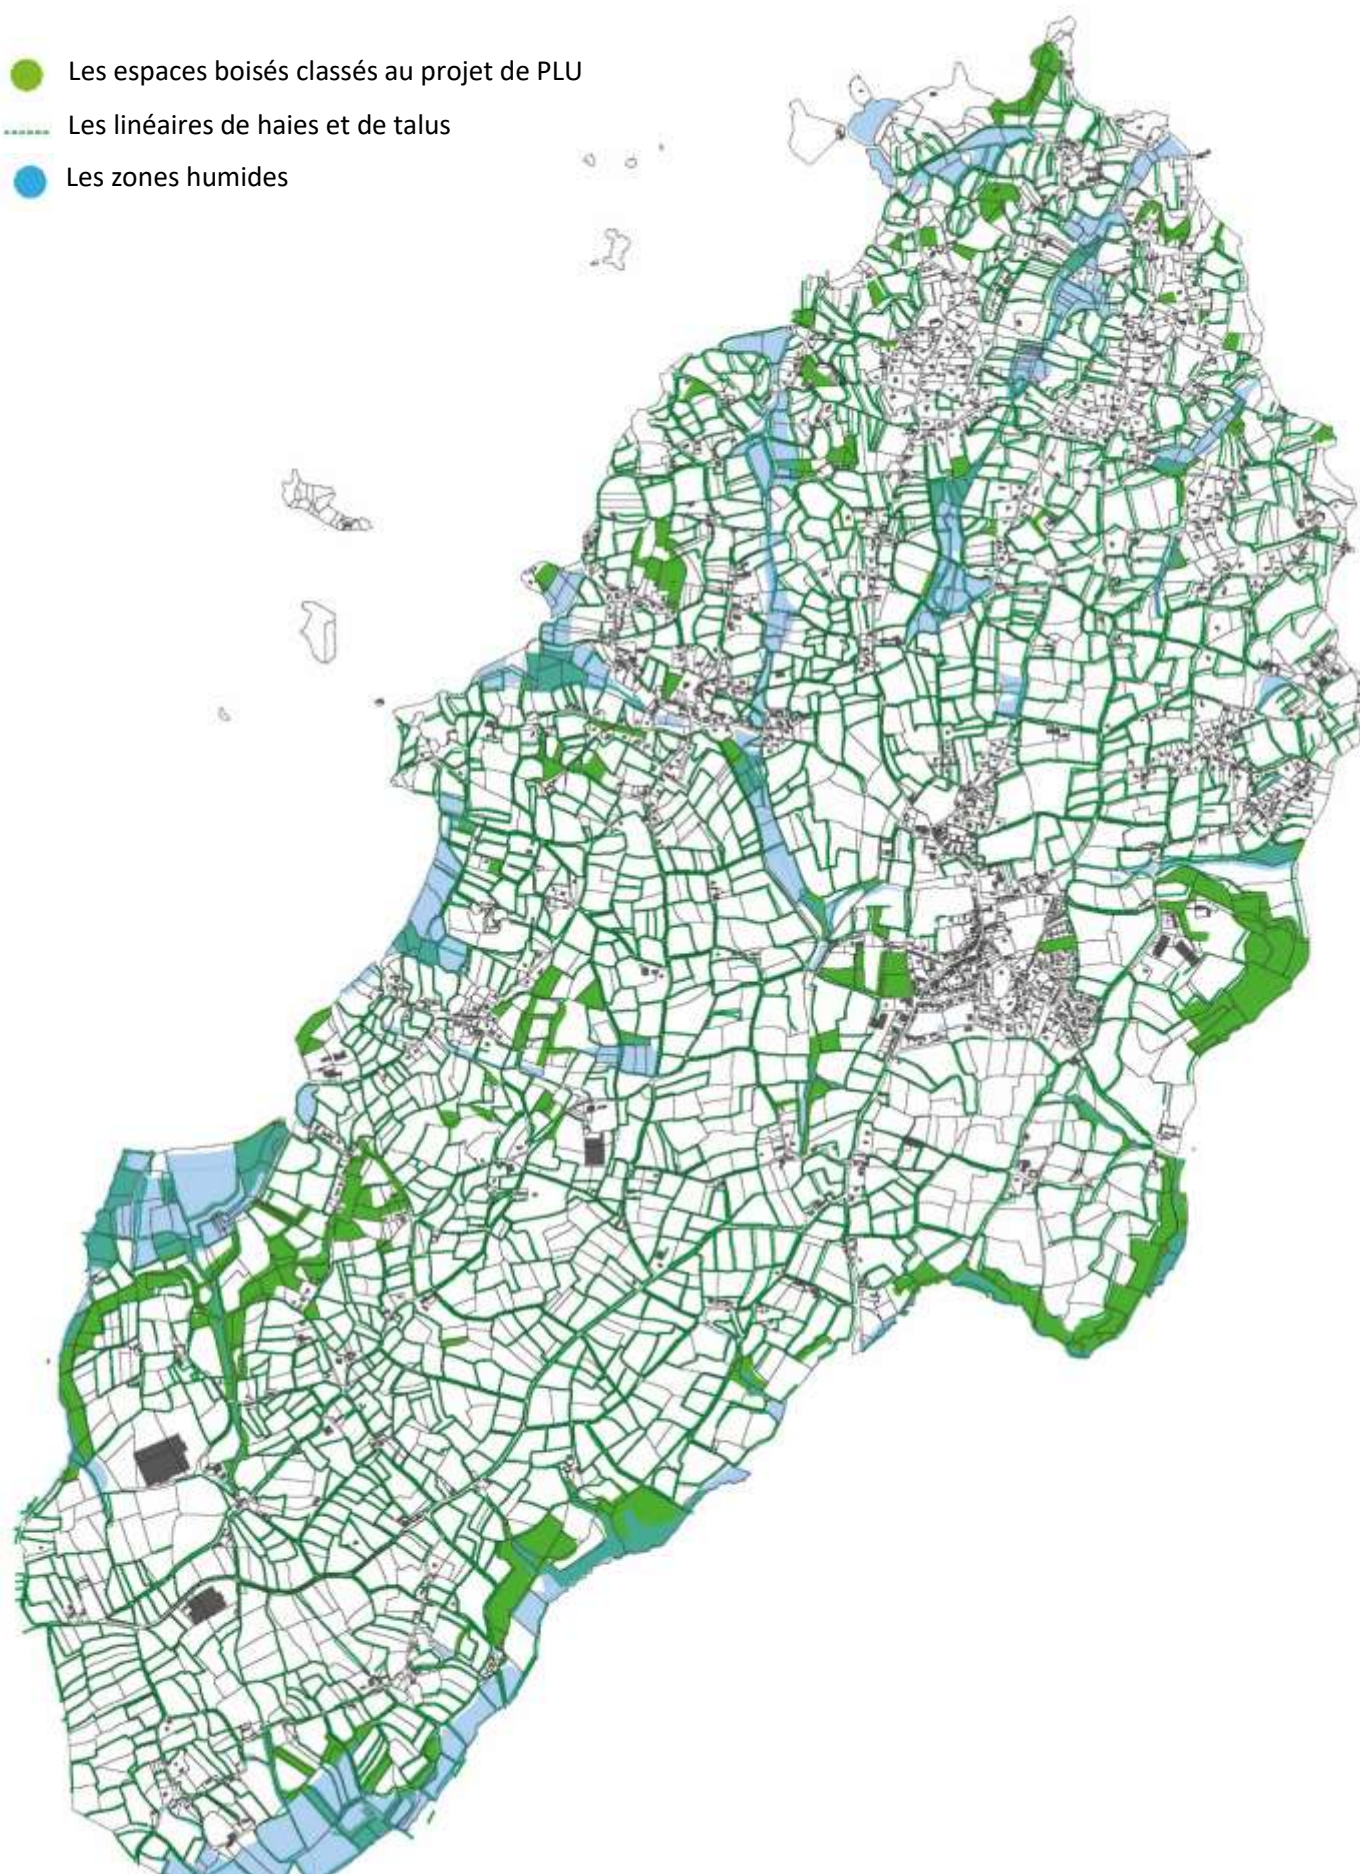 Les espaces boisés classés au projet de PLU
Les linéaires de haies et de talus
Les zones humides